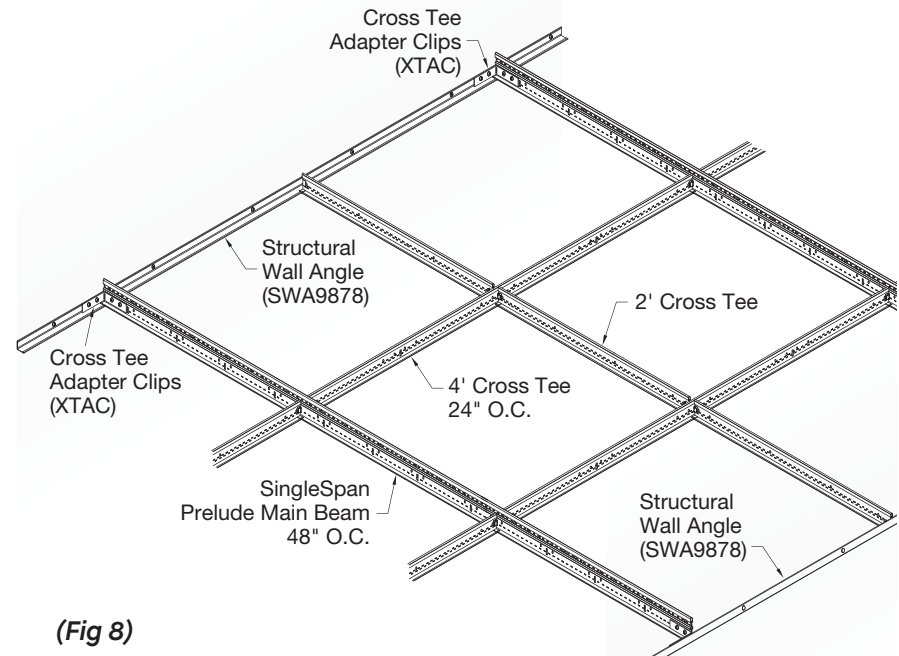 Cross Tee
Adapter Clips
(XTAC)
Structural
Wall Angle
(SWA9878)
2' Cross Tee
Cross Tee
Adapter Clips
(XTAC)
4' Cross Tee
24" O.C.
SingleSpan
Prelude Main Beam
48" O.C.
Structural
Wall Angle
(SWA9878)
(Fig 8)